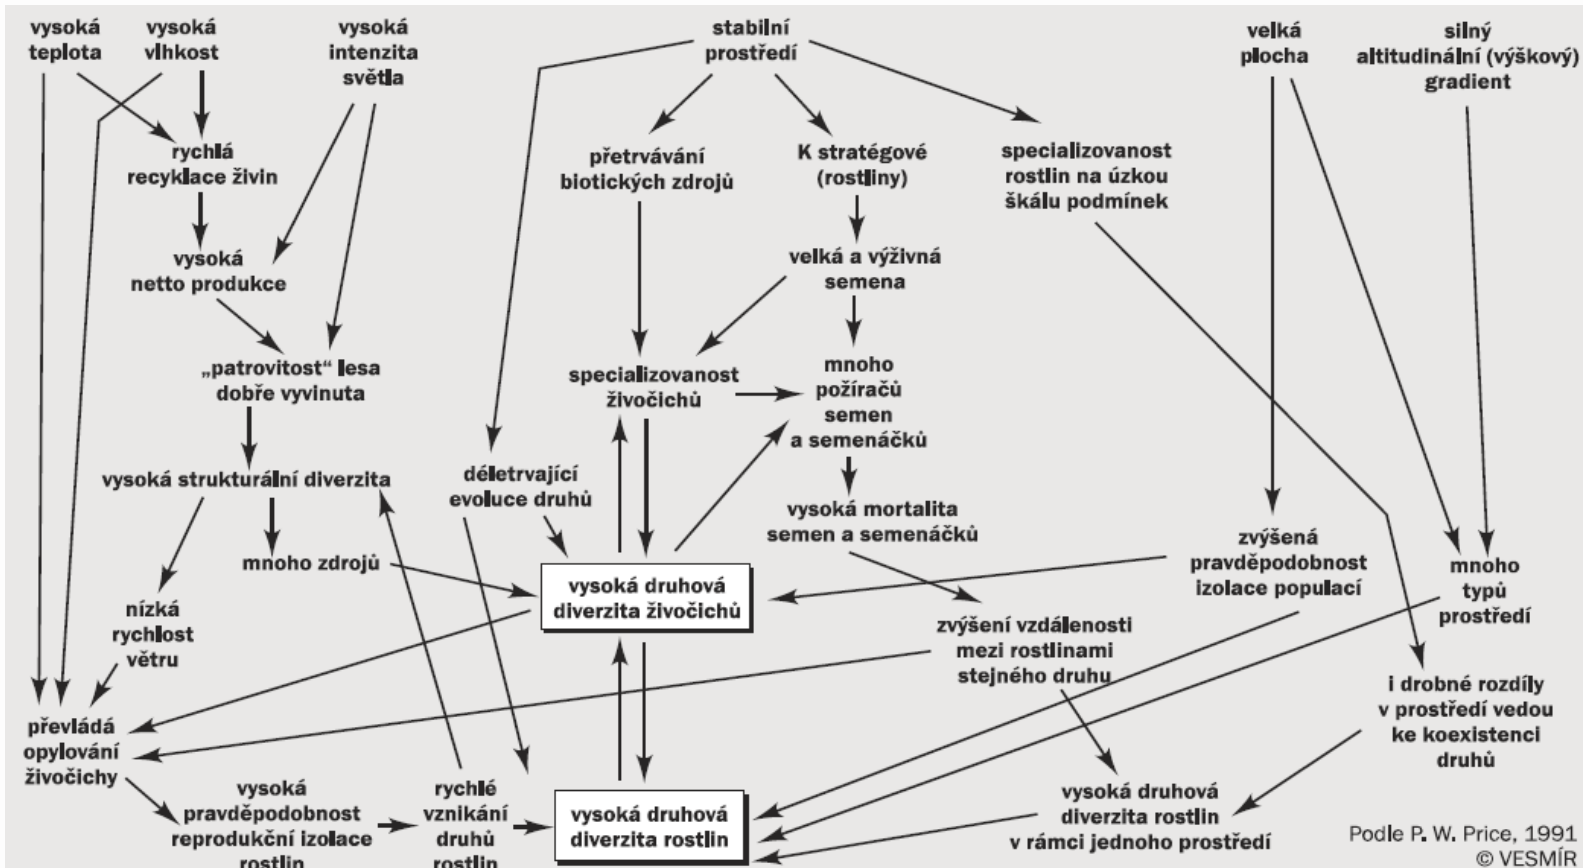 vysoká
teplota
vysoká
vlhkost
vysoká
intenzita
světla
stabilní
prostředí
velká
plocha
silný
altitudinální (výškový)
gradient
rychlá
recyklace živin
přetrvávání
biotických zdrojů
K stratégové
(rostliny)
specializovanost
rostlin na úzkou
škálu podmínek
vysoká
netto produkce
velká a výživná
semena
„patrovitost“ lesa
dobře vyvinuta
specializovanost
živočichů
mnoho
požíračů
semen
a semenáčků
vysoká strukturální diverzita
délетrvající
evoluce druhů
vysoká mortalita
semen a semenáčků
mnoho zdrojů
vysoká druhová
diverzita živočichů
zvýšená
pravděpodobnost
izolace populací
mnoho
typů
prostředí
nízká
rychlost
větru
zvýšení vzdálenosti
mezi rostlinami
stejného druhu
i drobné rozdíly
v prostředí vedou
ke koexistenci
druhů
převládá
opylování
živočichy
vysoká
pravděpodobnost
reprodukční izolace
rostlin
rychlé
vznikání
druhů
rostlin
vysoká druhová
diverzita rostlin
vysoká druhová
diverzita rostlin
v rámci jednoho prostředí
Podle P. W. Price, 1991
© VESMÍR